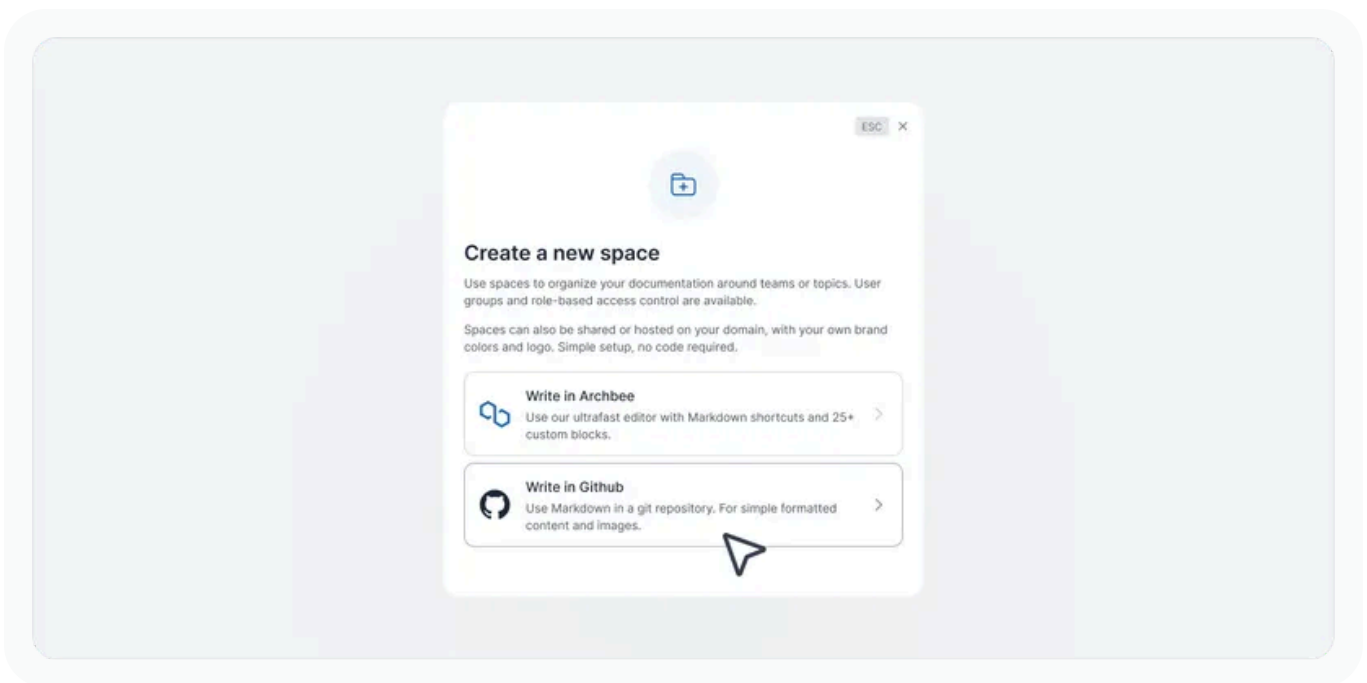 ESC
Create a new space
Use spaces to organize your documentation around teams or topics. User
groups and role-based access control are available.
Spaces can also be shared or hosted on your domain, with your own brand
colors and logo. Simple setup, no code required.
Write in Archbee
Use our ultrafast editor with Markdown shortcuts and 25+
custom blocks.
Write in Github
Use Markdown in a git repository. For simple formatted
content and images.